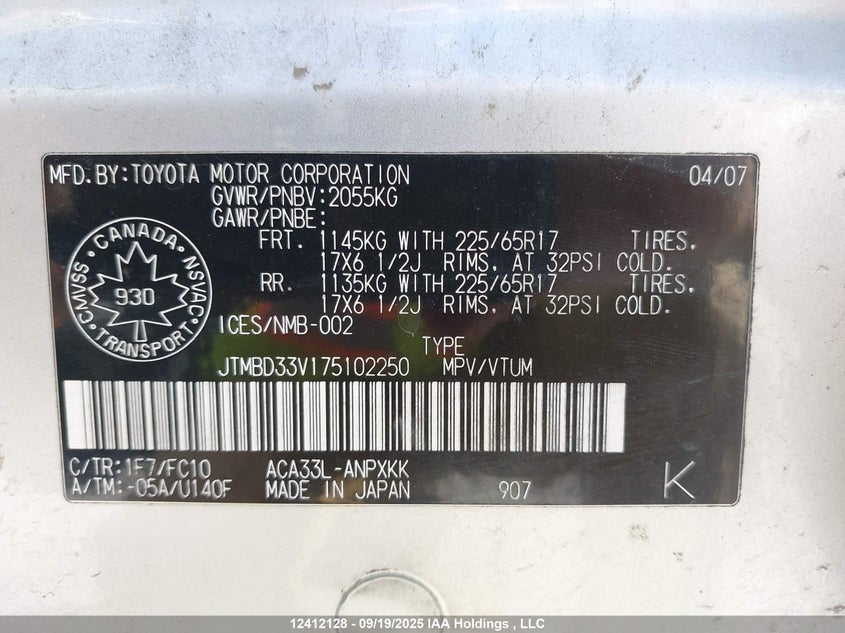 MFD.BY:TOYOTA MOTOR CORPORATION 04/07
GVWR/PNBV:2055KG
GAWR/PNBE:
FRT. 1145KG WITH 225/65R17 TIRES,
17X6 1/2J RIMS, AT 32PSI COLD.
RR. 1135KG WITH 225/65R17 TIRES,
17X6 1/2J RIMS, AT 32PSI COLD.
CANADA
CMVSS NSVAC
930
TRANSPORT
ICES/NMB-002
TYPE
JTMBD33V175102250 MPV/VTUM
C/TR:1F7/FC10 ACA33L-ANPXKK
A/TM:-05A/U140F MADE IN JAPAN 907 K
12412128 - 09/19/2025 IAA Holdings , LLC